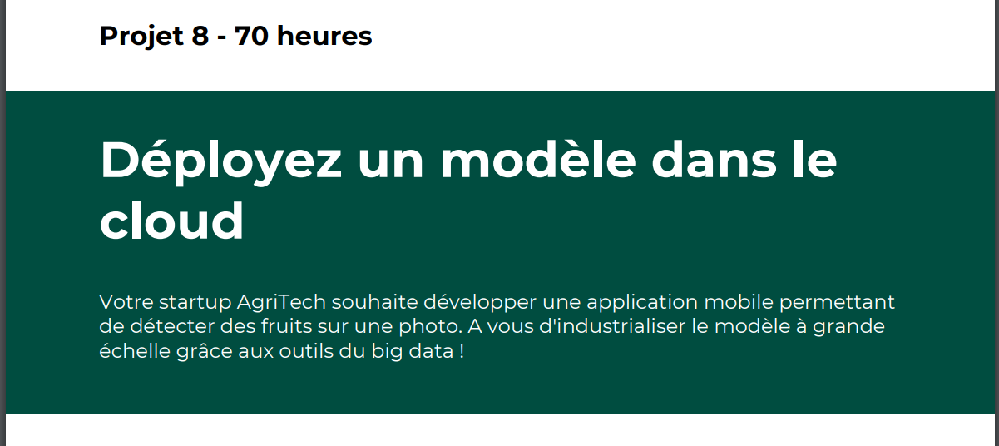 Projet 8 - 70 heures
Déployez un modèle dans le
cloud
Votre startup AgriTech souhaite développer une application mobile permettant
de détecter des fruits sur une photo. A vous d'industrialiser le modèle à grande
échelle grâce aux outils du big data !